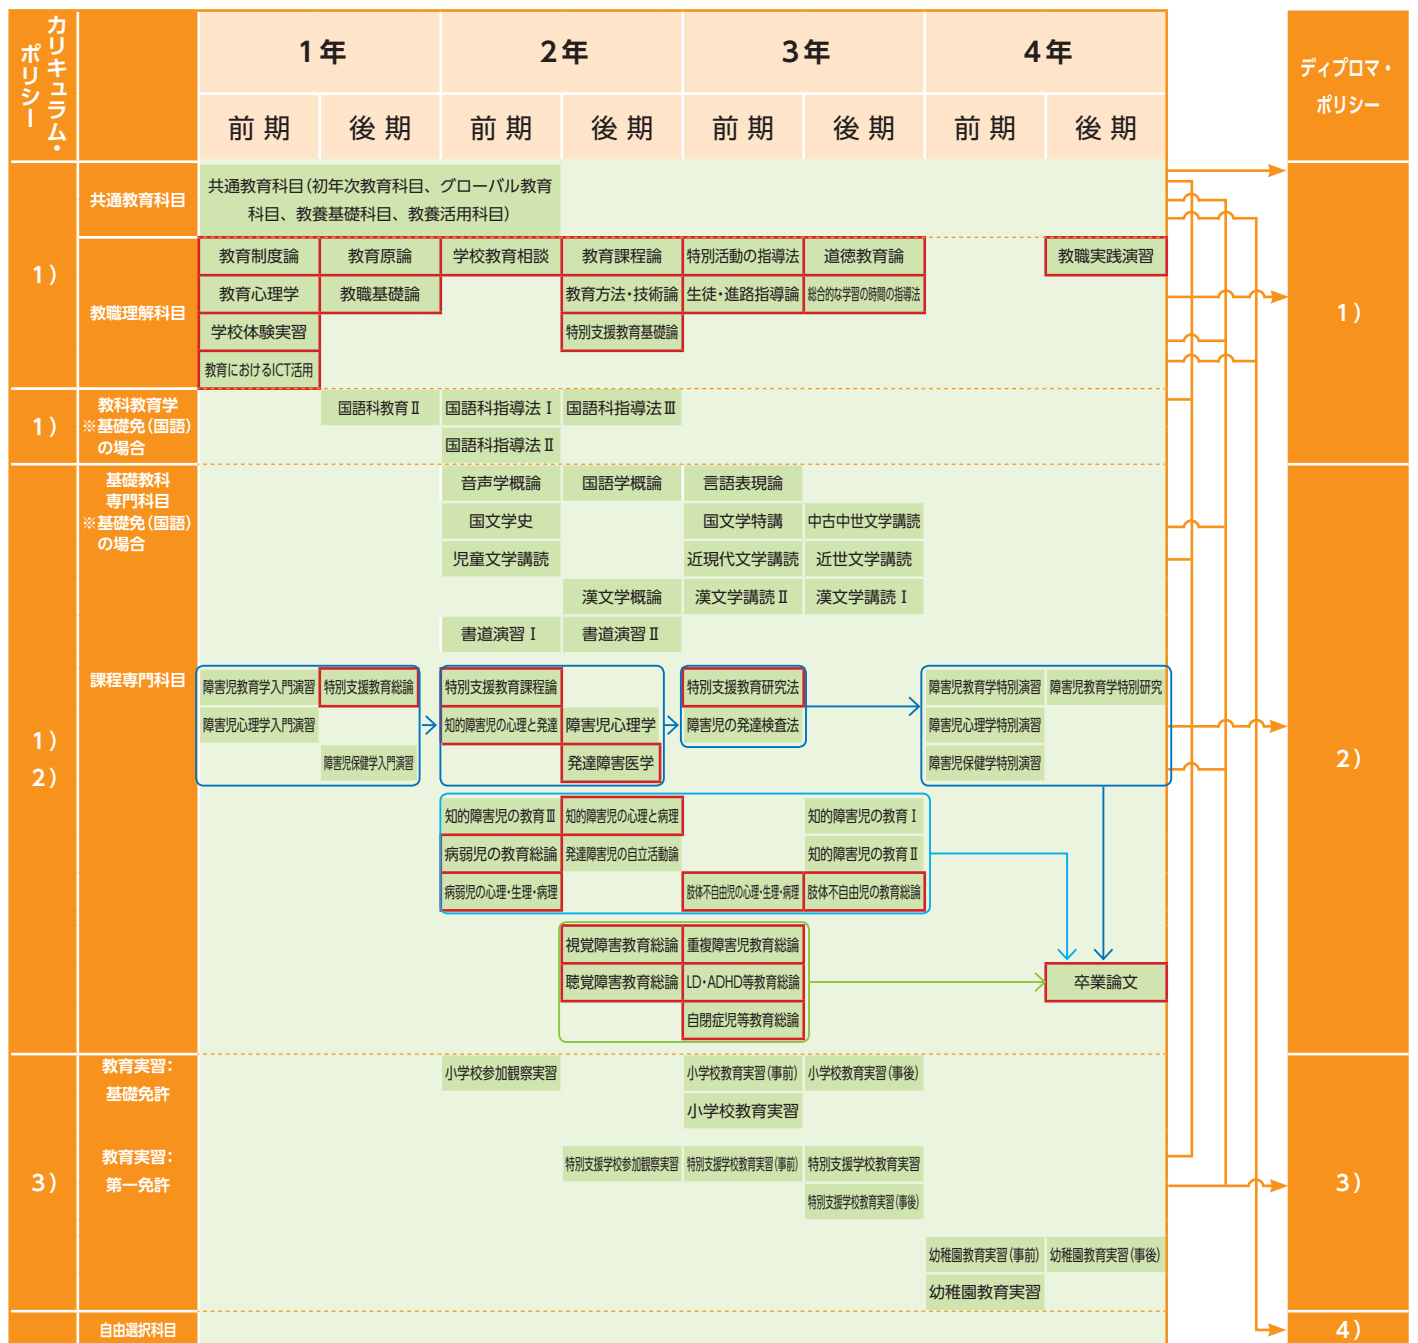 カリキュラム・
ポリシー
1年
2年
3年
4年
ディプロマ・
ポリシー
前期
後期
前期
後期
前期
後期
前期
後期
1)
共通教育科目
共通教育科目(初年次教育科目、グローバル教育
科目、教養基礎科目、教養活用科目)
教職理解科目
教育制度論
教育原論
学校教育相談
教育課程論
特別活動の指導法
道徳教育論
教職実践演習
教育心理学
教職基礎論
教育方法・技術論
生徒・進路指導論
総合的な学習の時間の指導法
学校体験実習
特別支援教育基礎論
教育におけるICT活用
1)
1)
教科教育学
※基礎免(国語)
の場合
国語科教育Ⅱ
国語科指導法Ⅰ
国語科指導法Ⅲ
国語科指導法Ⅱ
1)
2)
基礎教科
専門科目
※基礎免(国語)
の場合
音声学概論
国語学概論
言語表現論
国文学史
国文学特講
中古中世文学講読
児童文学講読
近現代文学講読
近世文学講読
漢文学概論
漢文学講読Ⅱ
漢文学講読Ⅰ
書道演習Ⅰ
書道演習Ⅱ
課程専門科目
障害児教育学入門演習
特別支援教育総論
特別支援教育課程論
特別支援教育研究法
障害児教育学特別演習
障害児教育学特別研究
障害児心理学入門演習
知的障害児の心理と発達
障害児心理学
障害児の発達検査法
障害児心理学特別演習
障害児保健学入門演習
発達障害医学
障害児保健学特別演習
2)
知的障害児の教育Ⅲ
知的障害児の心理と病理
知的障害児の教育Ⅰ
病弱児の教育総論
発達障害児の自立活動論
知的障害児の教育Ⅱ
病弱児の心理・生理・病理
肢体不自由児の心理・生理・病理
肢体不自由児の教育総論
視覚障害教育総論
重複障害児教育総論
聴覚障害教育総論
LD・ADHD等教育総論
卒業論文
自閉症児等教育総論
3)
教育実習:
基礎免許
小学校参加観察実習
小学校教育実習(事前)
小学校教育実習(事後)
小学校教育実習
教育実習:
第一免許
特別支援学校参加観察実習
特別支援学校教育実習(事前)
特別支援学校教育実習
特別支援学校教育実習(事後)
3)
幼稚園教育実習(事前)
幼稚園教育実習(事後)
幼稚園教育実習
自由選択科目
4)